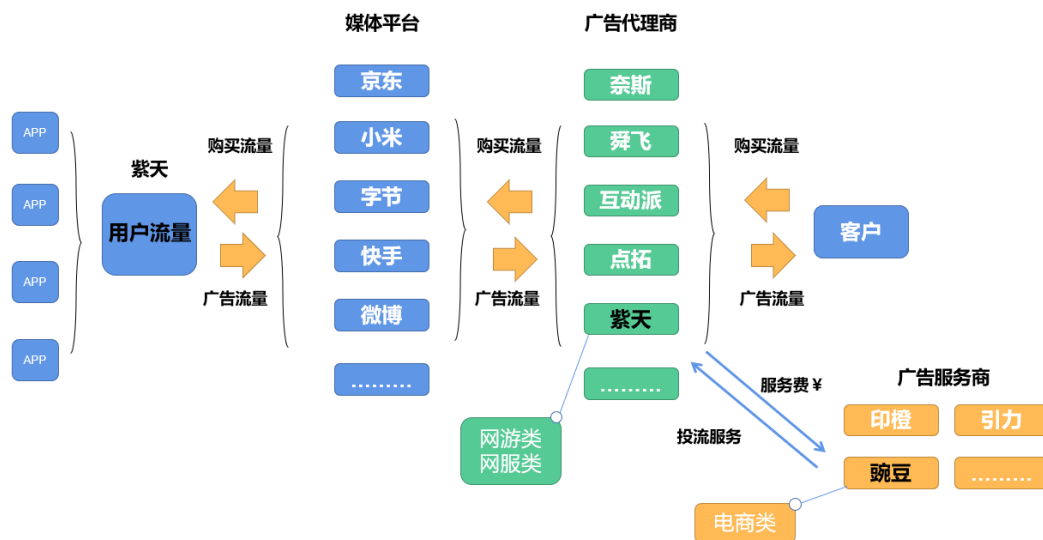 媒体平台
广告代理商
京东
小米
字节
快手
微博
.........
奈斯
舜飞
互动派
点拓
紫天
.........
APP
APP
APP
APP
紫天
用户流量
购买流量
广告流量
购买流量
广告流量
购买流量
广告流量
客户
网游类
网服类
服务费¥
投流服务
广告服务商
印橙
引力
豌豆
.........
电商类